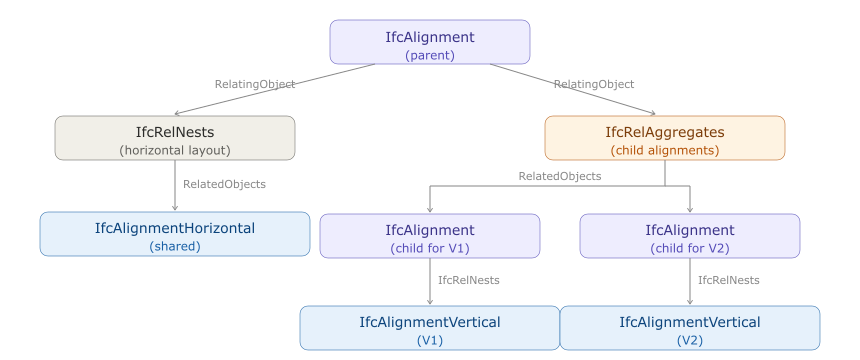 IfcAlignment
(parent)
RelatingObject
RelatingObject
IfcRelNests
(horizontal layout)
IfcRelAggregates
(child alignments)
RelatedObjects
RelatedObjects
IfcAlignmentHorizontal
(shared)
IfcAlignment
(child for V1)
IfcAlignment
(child for V2)
IfcRelNests
IfcRelNests
IfcAlignmentVertical
(V1)
IfcAlignmentVertical
(V2)